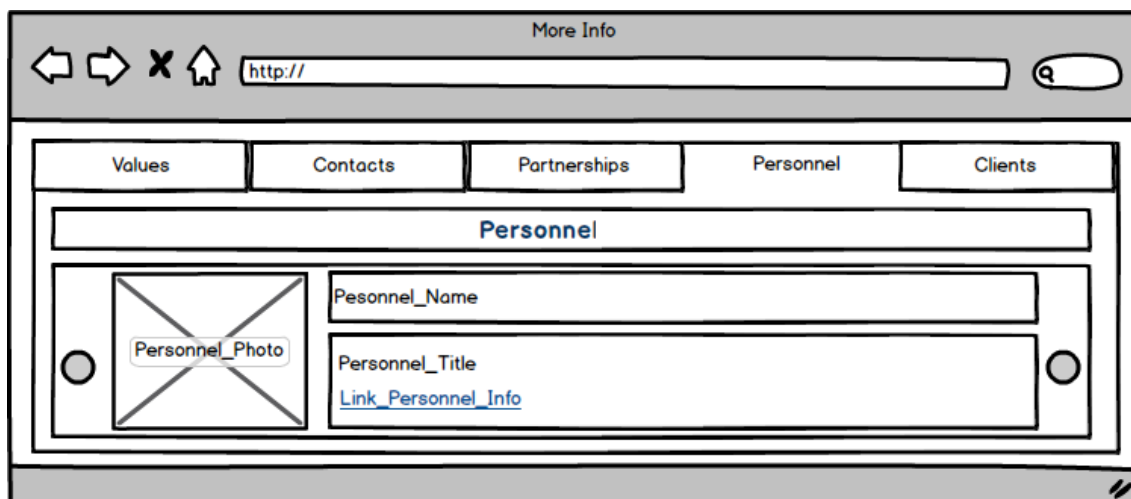 More Info
http://
Values Contacts Partnerships Personnel Clients
Personnel
Pesonnel_Name
Personnel_Photo
Personnel_Title
Link_Personnel_Info